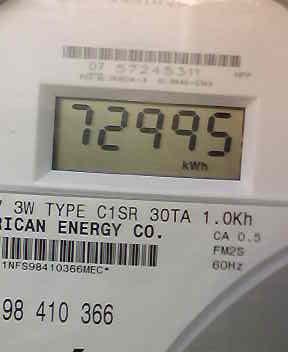 07 57245311
72995
kWh
3W TYPE C1SR 30TA 1.0Kh
RICAN ENERGY CO.
CA 0.5
FM2S
1NFS98410366MEC*
60Hz
98 410 366